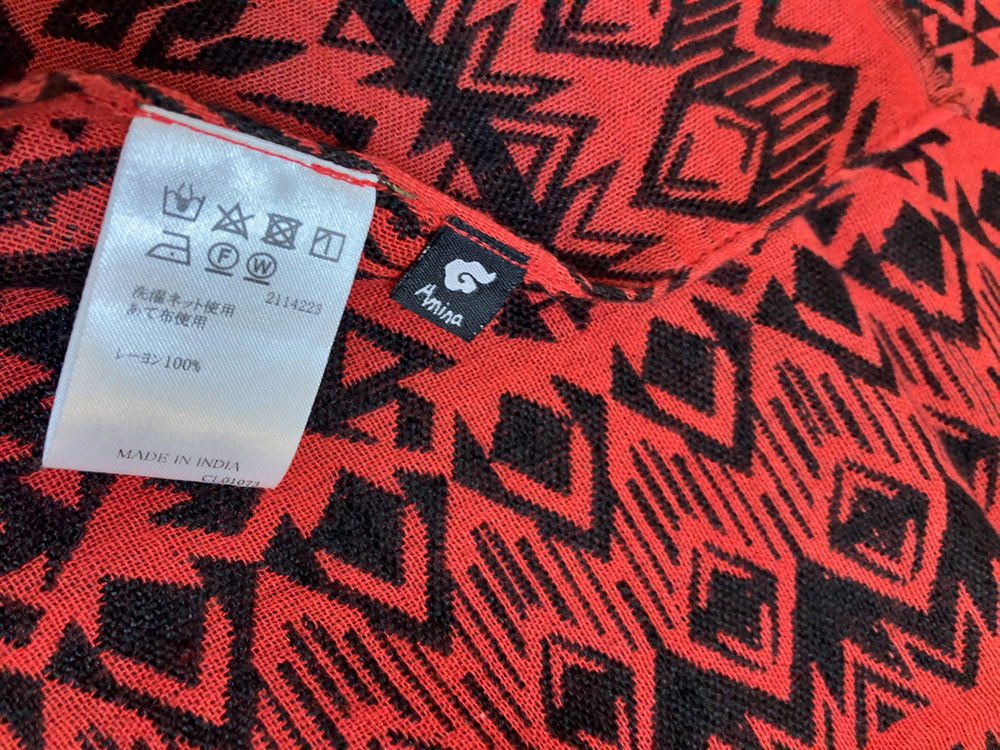 F W
洗濯ネット使用 2114223
あて布使用
レーヨン100%
MADE IN INDIA
CL01073
Amina